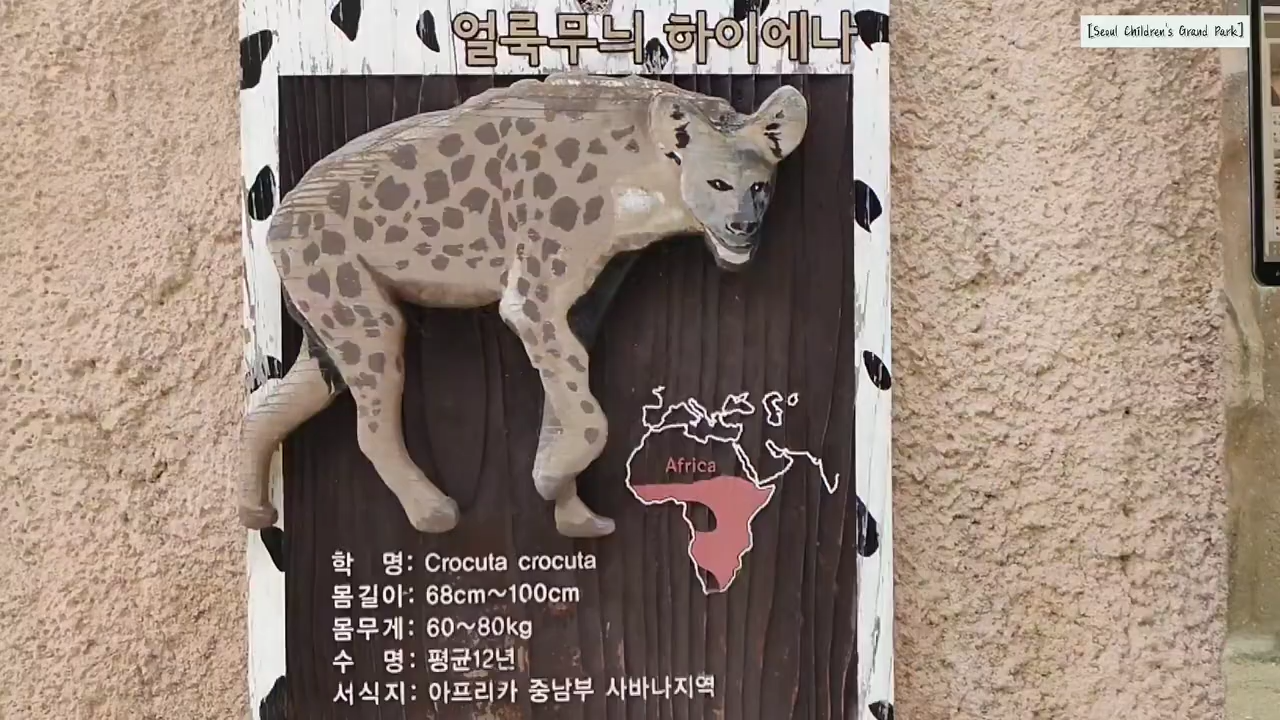 [Seoul Children's Grand Park]
얼룩무늬 하이에나
Africa
학 명: Crocuta crocuta
몸길이: 68cm~100cm
몸무게: 60~80kg
수 명: 평균12년
서식지: 아프리카 중남부 사바나지역